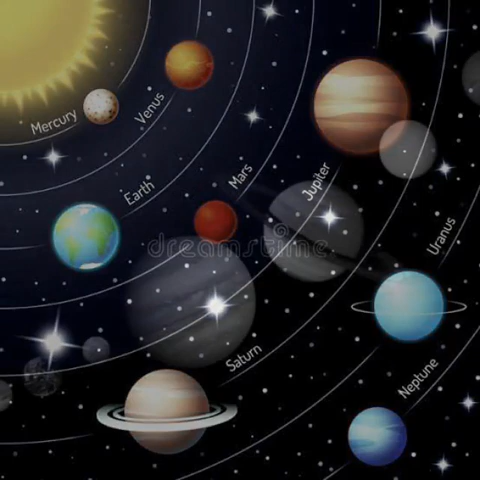 Mercury
Venus
Earth
Mars
Jupiter
Uranus
Saturn
Neptune
dreamstime